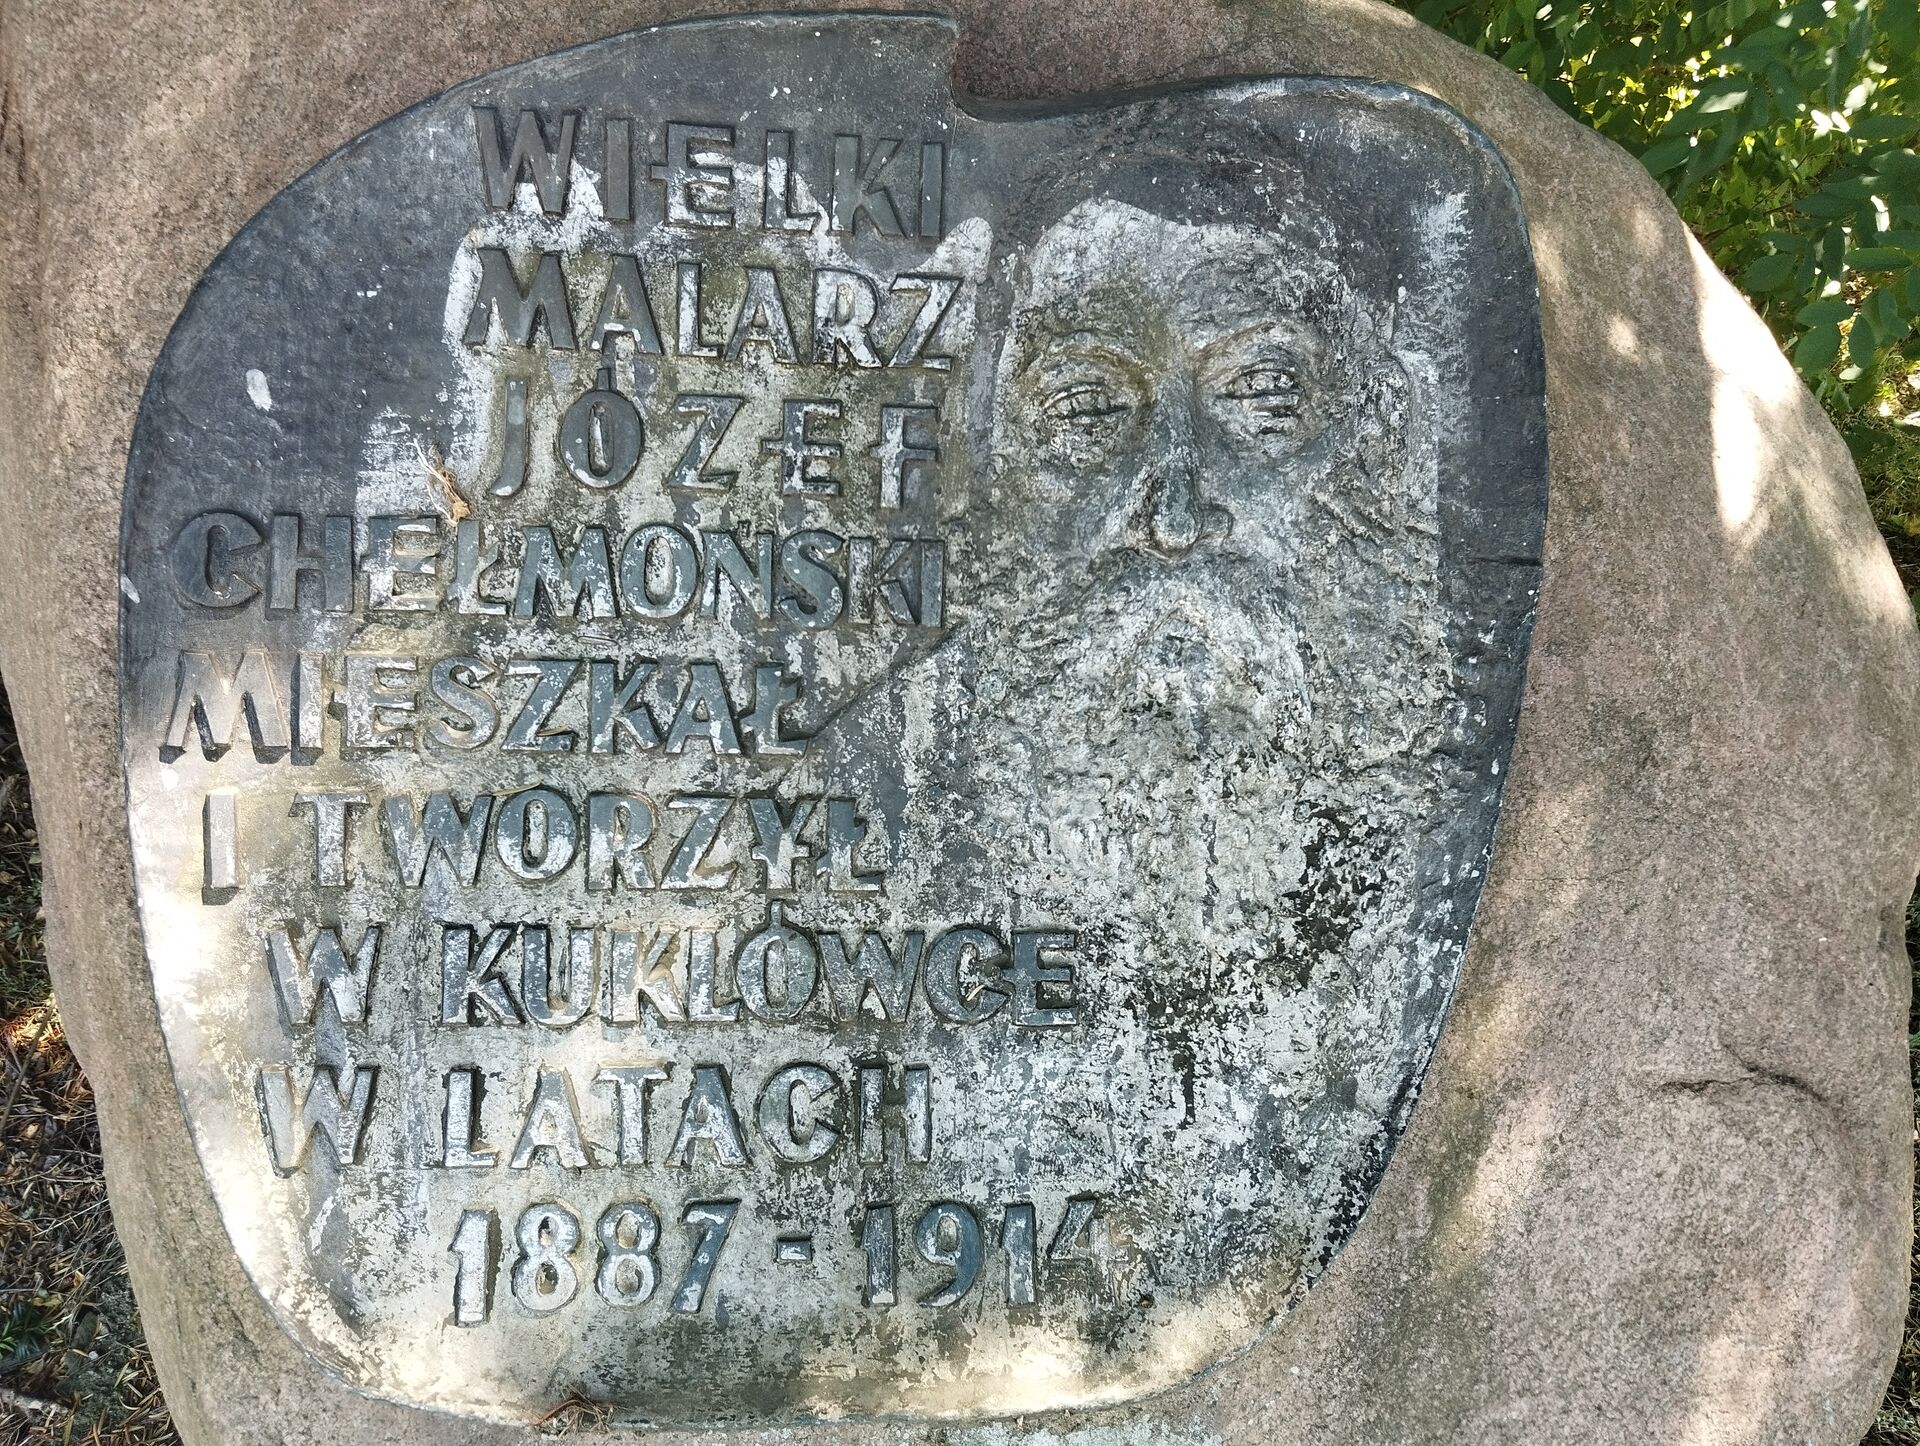 WIELKI
MALARZ
JÓZEF
CHEŁMOŃSKI
MIESZKAŁ
I TWORZYŁ
W KUKLÓWCE
W LATACH
1887-1914